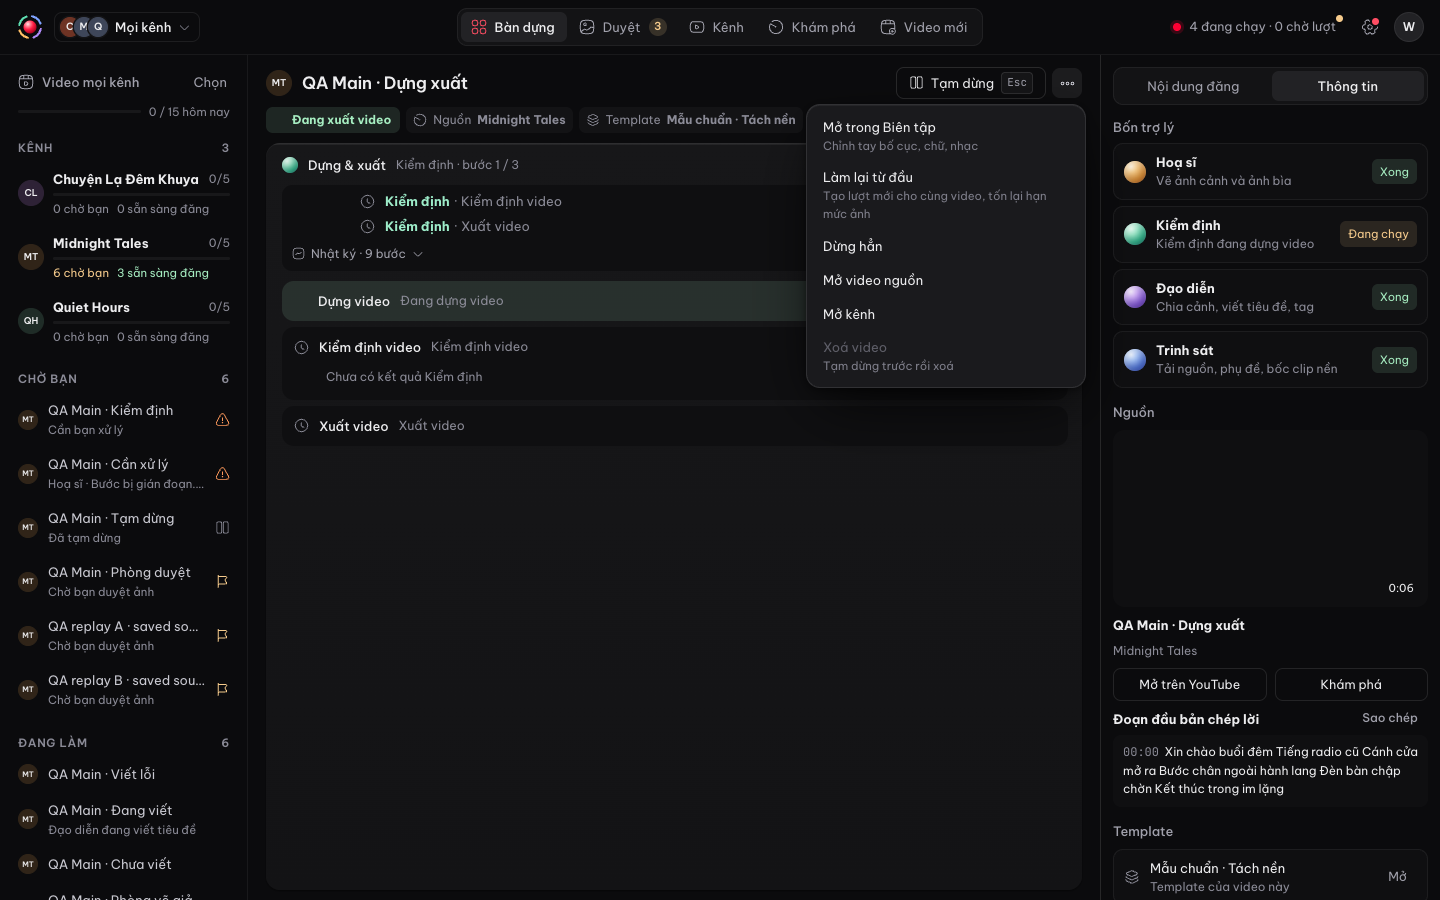 C M Q Mọi kênh
Bàn dựng
Duyệt 3
Kênh
Khám phá
Video mới
4 đang chạy · 0 chờ lượt
W
Video mọi kênh
Chọn
0 / 15 hôm nay
KÊNH 3
CL Chuyện Lạ Đêm Khuya 0/5
0 chờ bạn 0 sẵn sàng đăng
MT Midnight Tales 0/5
6 chờ bạn 3 sẵn sàng đăng
QH Quiet Hours 0/5
0 chờ bạn 0 sẵn sàng đăng
CHỜ BẠN 6
MT QA Main · Kiểm định
Cần bạn xử lý
MT QA Main · Cần xử lý
Hoạ sĩ · Bước bị gián đoạn....
MT QA Main · Tạm dừng
Đã tạm dừng
MT QA Main · Phòng duyệt
Chờ bạn duyệt ảnh
MT QA replay A · saved so...
Chờ bạn duyệt ảnh
MT QA replay B · saved sou...
Chờ bạn duyệt ảnh
ĐANG LÀM 6
MT QA Main · Viết lỗi
MT QA Main · Đang viết
Đạo diễn đang viết tiêu đề
MT QA Main · Chưa viết
MT QA Main · Dựng xuất
Tạm dừng Esc
Đang xuất video
Nguồn Midnight Tales
Template Mẫu chuẩn · Tách nền
Dựng & xuất Kiểm định · bước 1 / 3
Kiểm định · Kiểm định video
Kiểm định · Xuất video
Nhật ký · 9 bước
Dựng video Đang dựng video
Kiểm định video Kiểm định video
Chưa có kết quả Kiểm định
Xuất video Xuất video
Mở trong Biên tập
Chỉnh tay bố cục, chữ, nhạc
Làm lại từ đầu
Tạo lượt mới cho cùng video, tốn lại hạn
mức ảnh
Dừng hẳn
Mở video nguồn
Mở kênh
Xoá video
Tạm dừng trước rồi xoá
Nội dung đăng
Thông tin
Bốn trợ lý
Hoạ sĩ
Vẽ ảnh cảnh và ảnh bìa
Xong
Kiểm định
Kiểm định đang dựng video
Đang chạy
Đạo diễn
Chia cảnh, viết tiêu đề, tag
Xong
Trinh sát
Tải nguồn, phụ đề, bốc clip nền
Xong
Nguồn
0:06
QA Main · Dựng xuất
Midnight Tales
Mở trên YouTube
Khám phá
Đoạn đầu bản chép lời
Sao chép
00:00 Xin chào buổi đêm Tiếng radio cũ Cánh cửa
mở ra Bước chân ngoài hành lang Đèn bàn chập
chờn Kết thúc trong im lặng
Template
Mẫu chuẩn · Tách nền
Template của video này
Mở